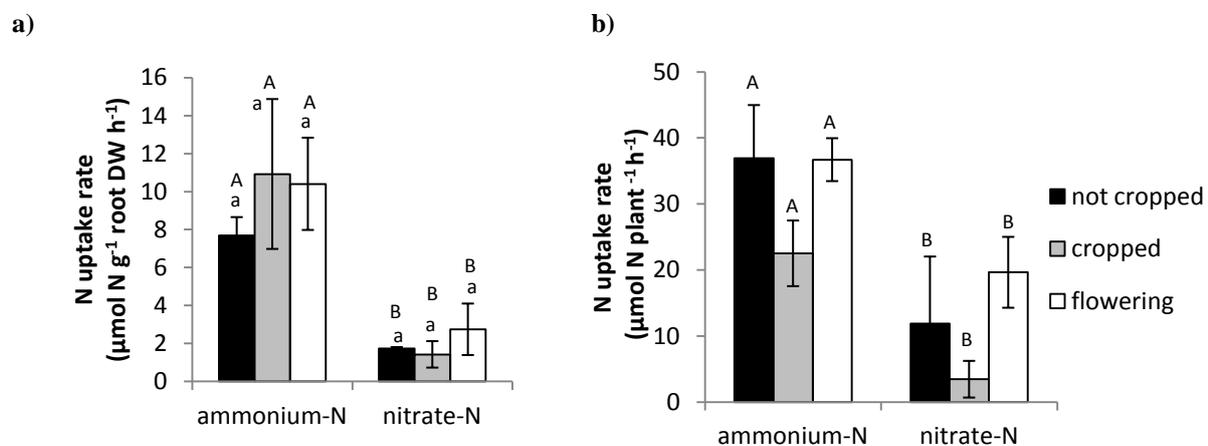 a)
N uptake rate
(µmol N g⁻¹ root DW h⁻¹)
16
14
12
10
8
6
4
2
0
A
a
A
a
A
a
B
a
B
a
B
a
ammonium-N nitrate-N
b)
N uptake rate
(µmol N plant⁻¹ h⁻¹)
50
40
30
20
10
0
A
A
A
B
B
B
ammonium-N nitrate-N
not cropped
cropped
flowering